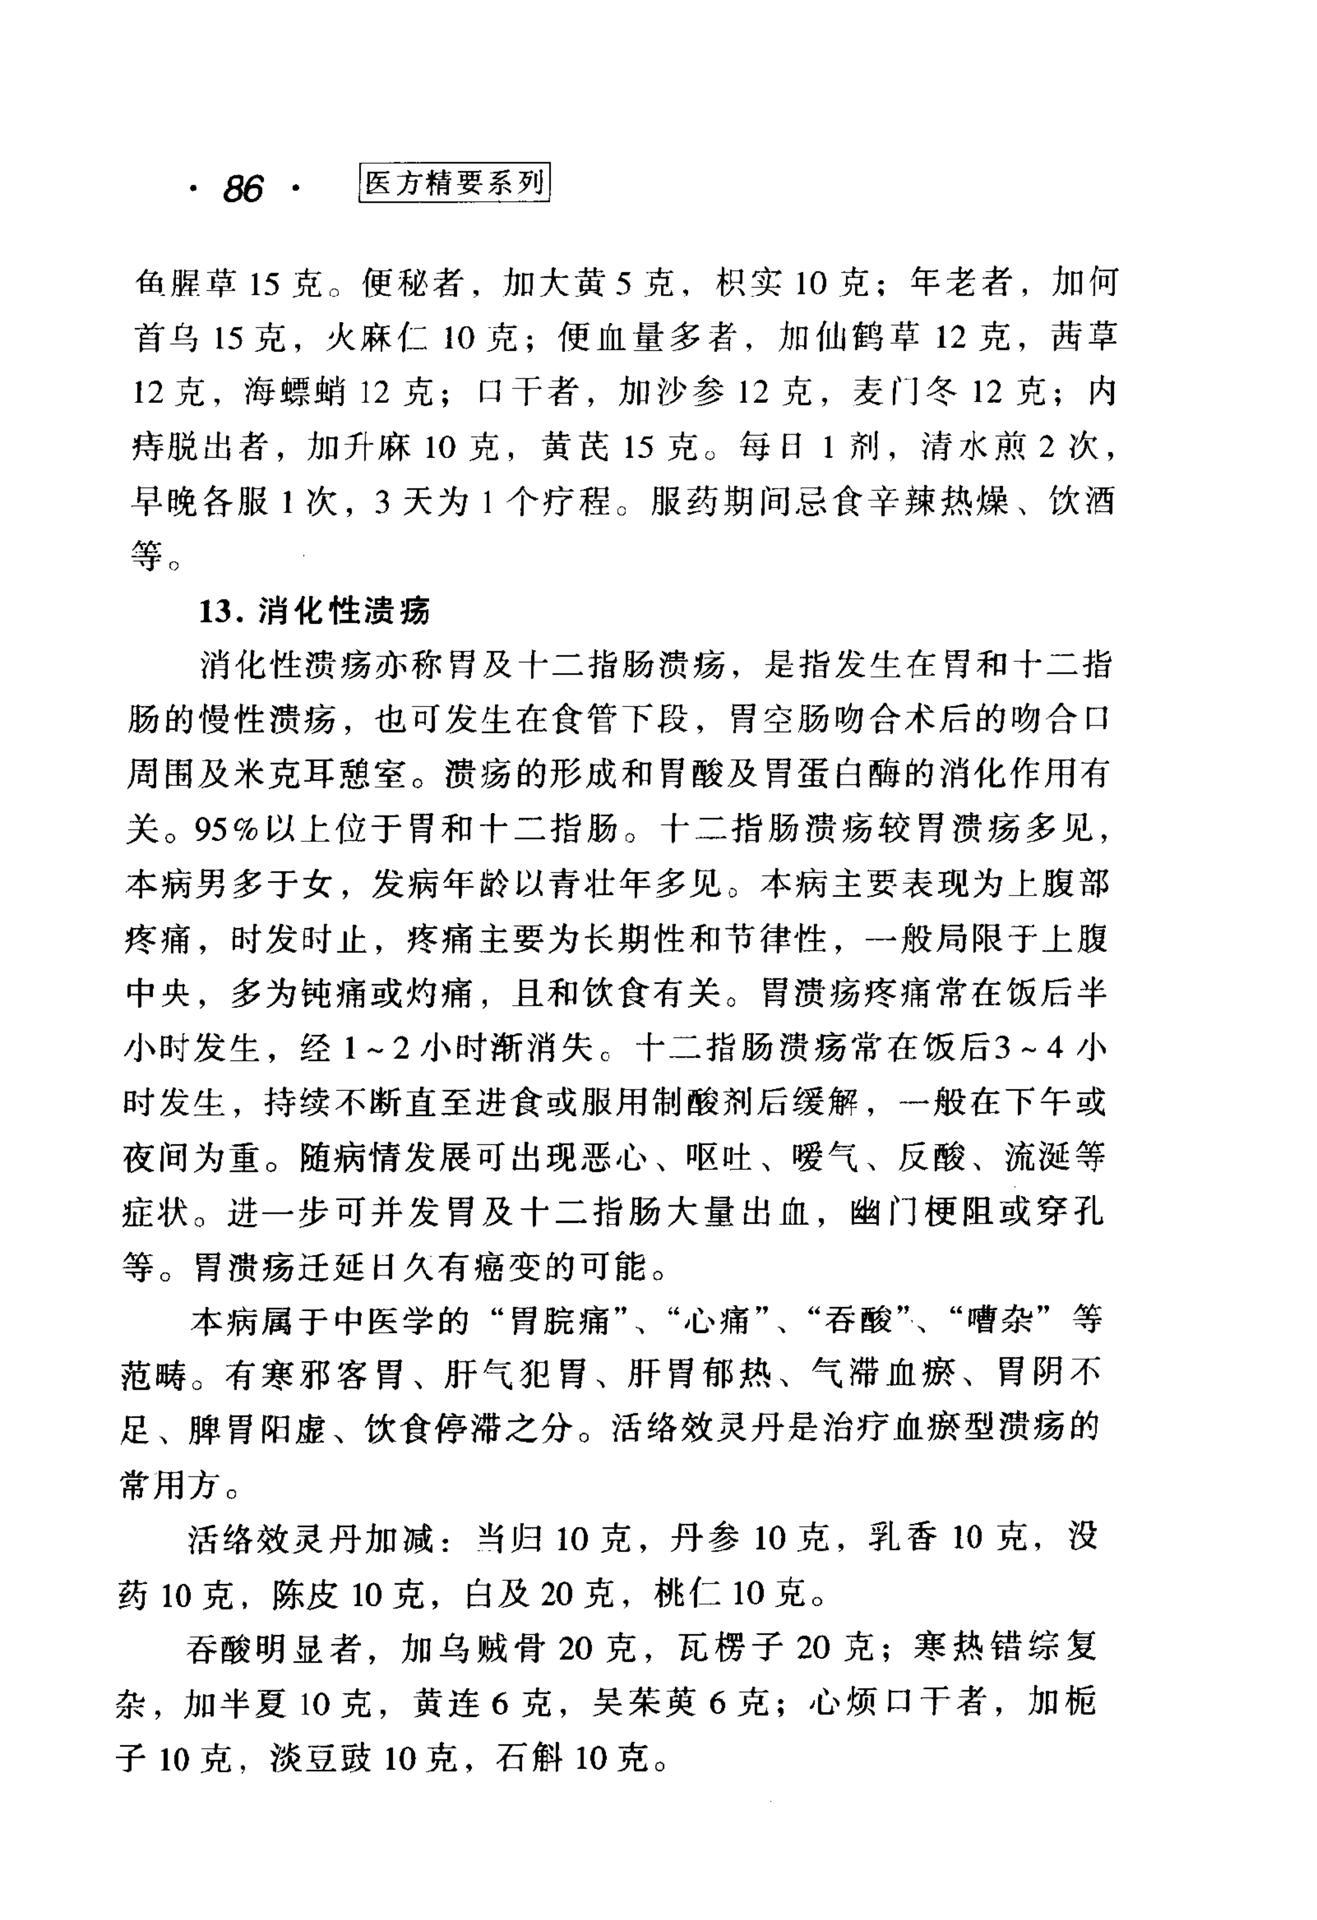 · 86 · 医方精要系列
鱼腥草 15 克。便秘者，加大黄 5 克，枳实 10 克；年老者，加何
首乌 15 克，火麻仁 10 克；便血量多者，加仙鹤草 12 克，茜草
12 克，海螵蛸 12 克；口干者，加沙参 12 克，麦门冬 12 克；内
痔脱出者，加升麻 10 克，黄芪 15 克。每日 1 剂，清水煎 2 次，
早晚各服 1 次，3 天为 1 个疗程。服药期间忌食辛辣热燥、饮酒
等。
13. 消化性溃疡
消化性溃疡亦称胃及十二指肠溃疡，是指发生在胃和十二指
肠的慢性溃疡，也可发生在食管下段，胃空肠吻合术后的吻合口
周围及米克耳憩室。溃疡的形成和胃酸及胃蛋白酶的消化作用有
关。95%以上位于胃和十二指肠。十二指肠溃疡较胃溃疡多见，
本病男多于女，发病年龄以青壮年多见。本病主要表现为上腹部
疼痛，时发时止，疼痛主要为长期性和节律性，一般局限于上腹
中央，多为钝痛或灼痛，且和饮食有关。胃溃疡疼痛常在饭后半
小时发生，经 1～2 小时渐消失。十二指肠溃疡常在饭后3～4 小
时发生，持续不断直至进食或服用制酸剂后缓解，一般在下午或
夜间为重。随病情发展可出现恶心、呕吐、嗳气、反酸、流涎等
症状。进一步可并发胃及十二指肠大量出血，幽门梗阻或穿孔
等。胃溃疡迁延日久有癌变的可能。
本病属于中医学的“胃脘痛”、“心痛”、“吞酸”、“嘈杂”等
范畴。有寒邪客胃、肝气犯胃、肝胃郁热、气滞血瘀、胃阴不
足、脾胃阳虚、饮食停滞之分。活络效灵丹是治疗血瘀型溃疡的
常用方。
活络效灵丹加减：当归 10 克，丹参 10 克，乳香 10 克，没
药 10 克，陈皮 10 克，白及 20 克，桃仁 10 克。
吞酸明显者，加乌贼骨 20 克，瓦楞子 20 克；寒热错综复
杂，加半夏 10 克，黄连 6 克，吴茱萸 6 克；心烦口干者，加栀
子 10 克，淡豆豉 10 克，石斛 10 克。